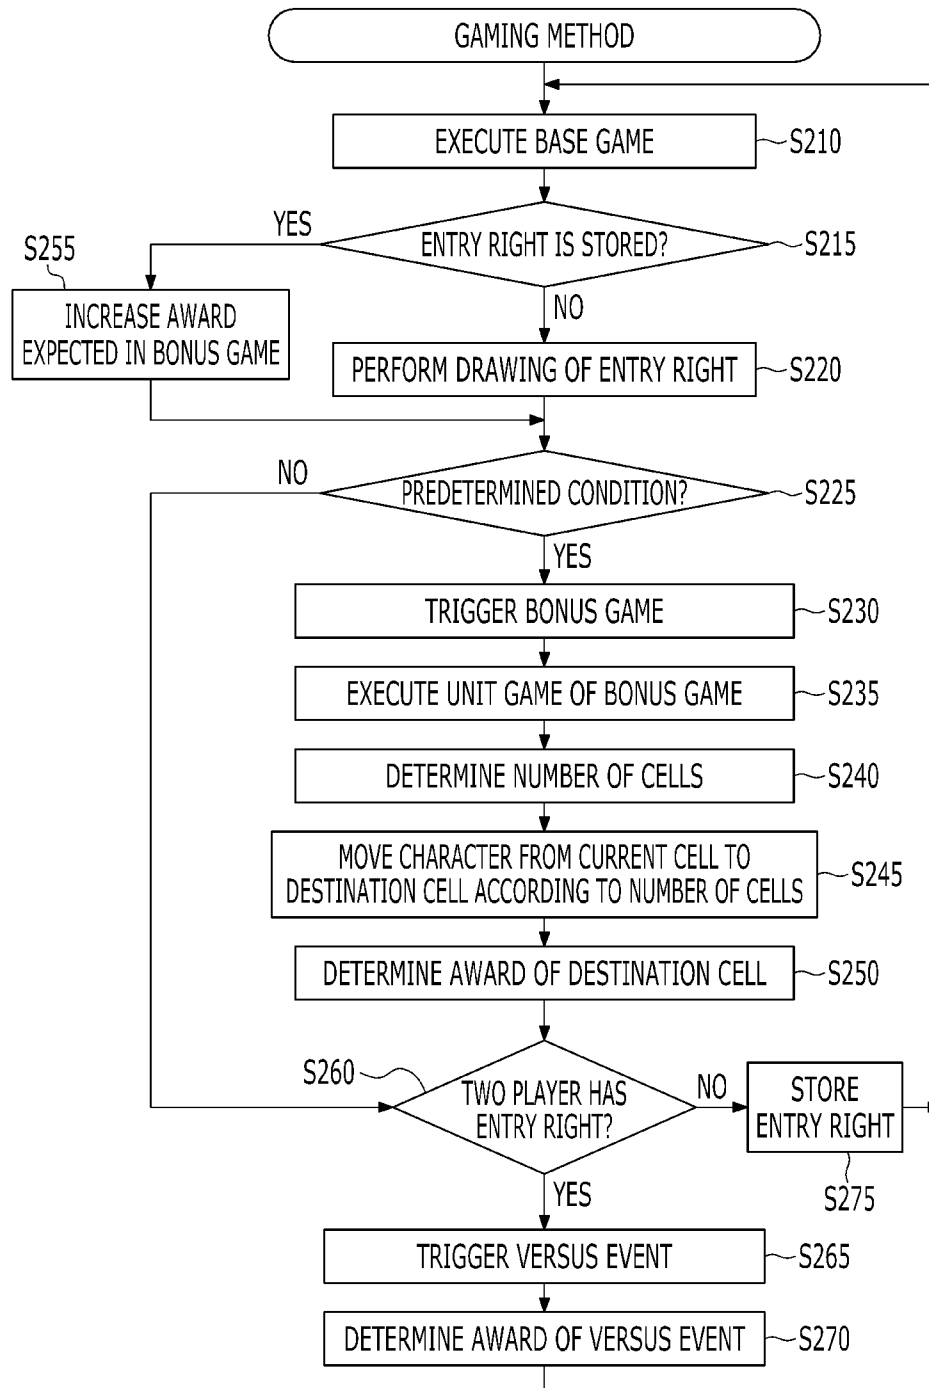 GAMING METHOD
EXECUTE BASE GAME
S210
YES
ENTRY RIGHT IS STORED?
S215
S255
INCREASE AWARD
EXPECTED IN BONUS GAME
NO
PERFORM DRAWING OF ENTRY RIGHT
S220
NO
PREDETERMINED CONDITION?
S225
YES
TRIGGER BONUS GAME
S230
EXECUTE UNIT GAME OF BONUS GAME
S235
DETERMINE NUMBER OF CELLS
S240
MOVE CHARACTER FROM CURRENT CELL TO
DESTINATION CELL ACCORDING TO NUMBER OF CELLS
S245
DETERMINE AWARD OF DESTINATION CELL
S250
S260
TWO PLAYER HAS
ENTRY RIGHT?
NO
STORE
ENTRY RIGHT
S275
YES
TRIGGER VERSUS EVENT
S265
DETERMINE AWARD OF VERSUS EVENT
S270